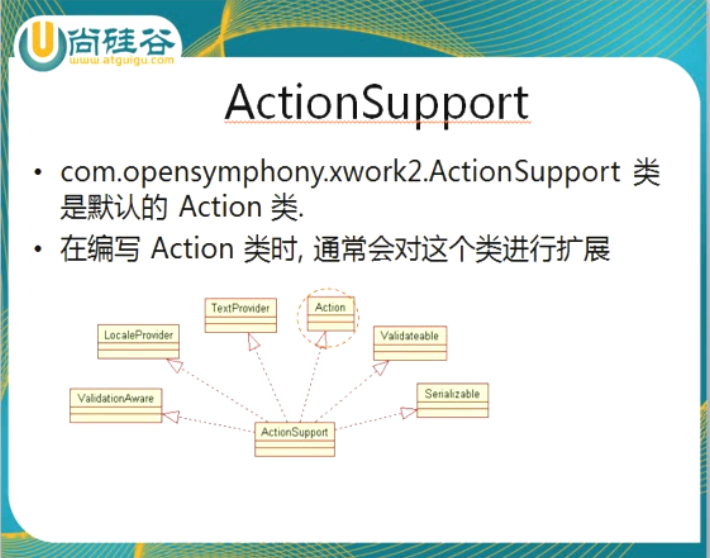 尚硅谷
www.atguigu.com
ActionSupport
• com.opensymphony.xwork2.ActionSupport 类
是默认的 Action 类.
• 在编写 Action 类时, 通常会对这个类进行扩展
TextProvider
Action
LocaleProvider
Validateable
ValidationAware
Serializable
ActionSupport